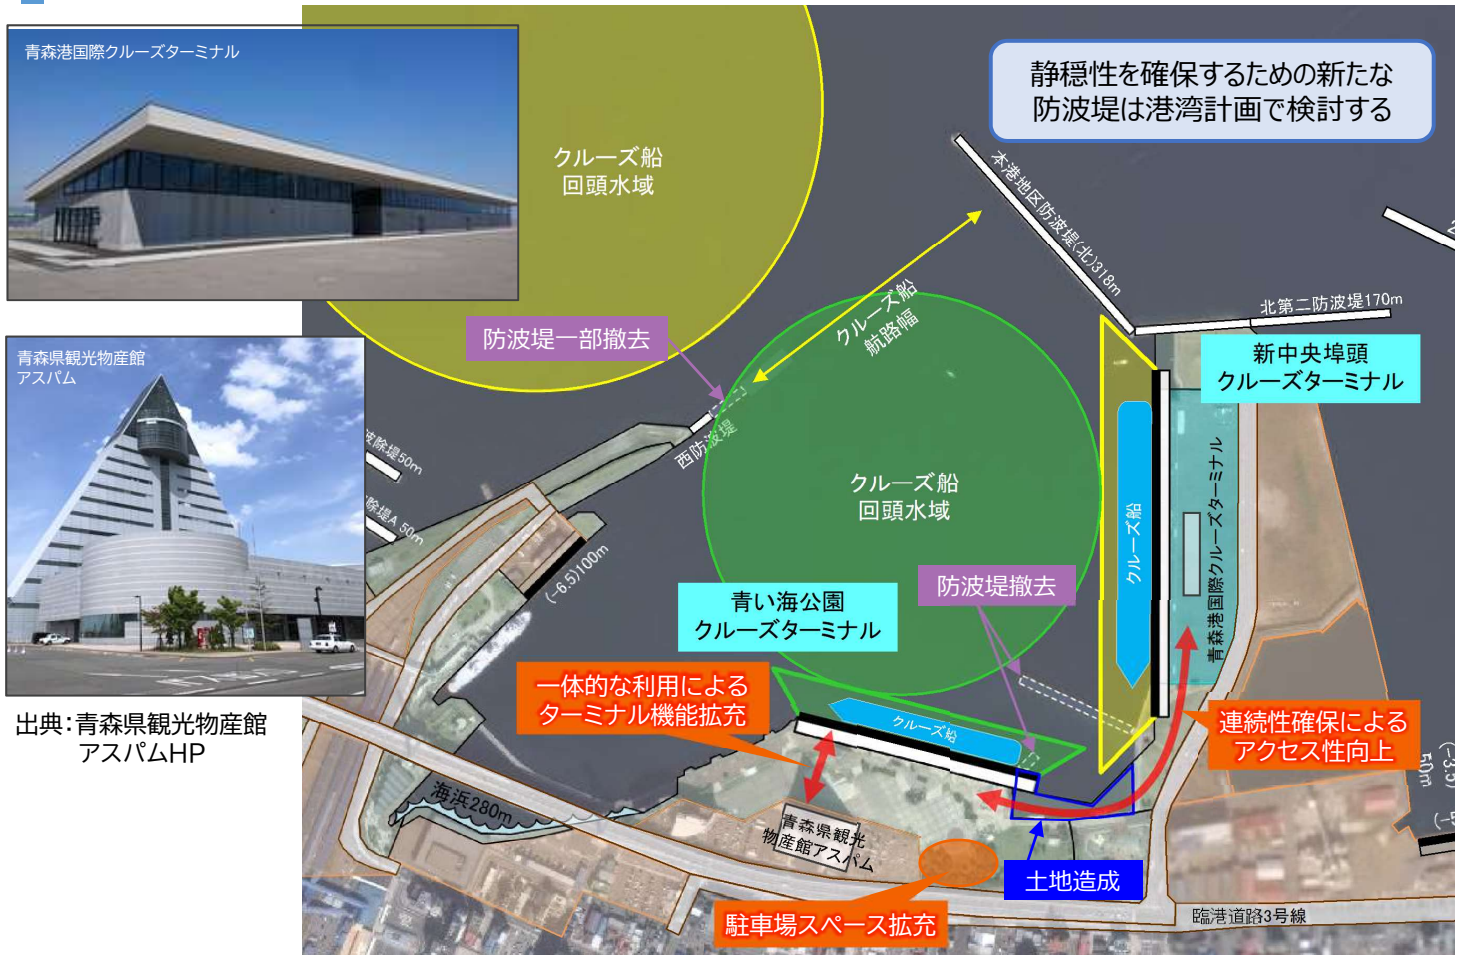 青森港国際クルーズターミナル
静穏性を確保するための新たな
防波堤は港湾計画で検討する
クルーズ船
回頭水域
本港地区防波堤(北)318m
北第二防波堤170m
クルーズ船
航路幅
防波堤一部撤去
新中央埠頭
クルーズターミナル
青森県観光物産館
アスパム
西防波堤
波除堤50m
除堤A 50m
クルーズ船
回頭水域
クルーズ船
青森港国際クルーズターミナル
(-6.5)100m
防波堤撤去
青い海公園
クルーズターミナル
一体的な利用による
ターミナル機能拡充
クルーズ船
連続性確保による
アクセス性向上
(-3.5)
50m
出典：青森県観光物産館
アスパムHP
海浜280m
青森県観光
物産館アスパム
土地造成
駐車場スペース拡充
臨港道路3号線